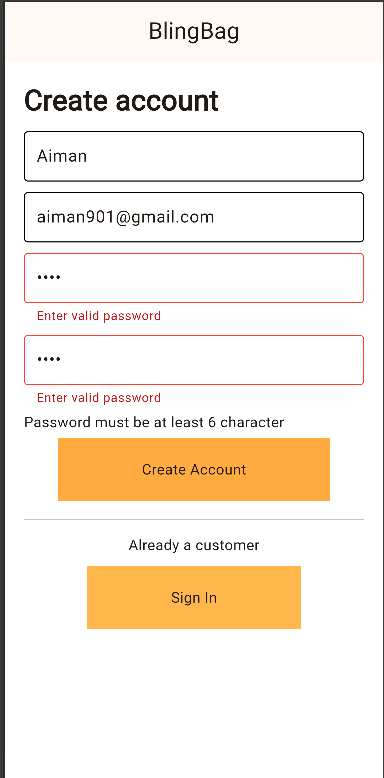 BlingBag
Create account
Aiman
aiman901@gmail.com
••••
Enter valid password
••••
Enter valid password
Password must be at least 6 character
Create Account
Already a customer
Sign In